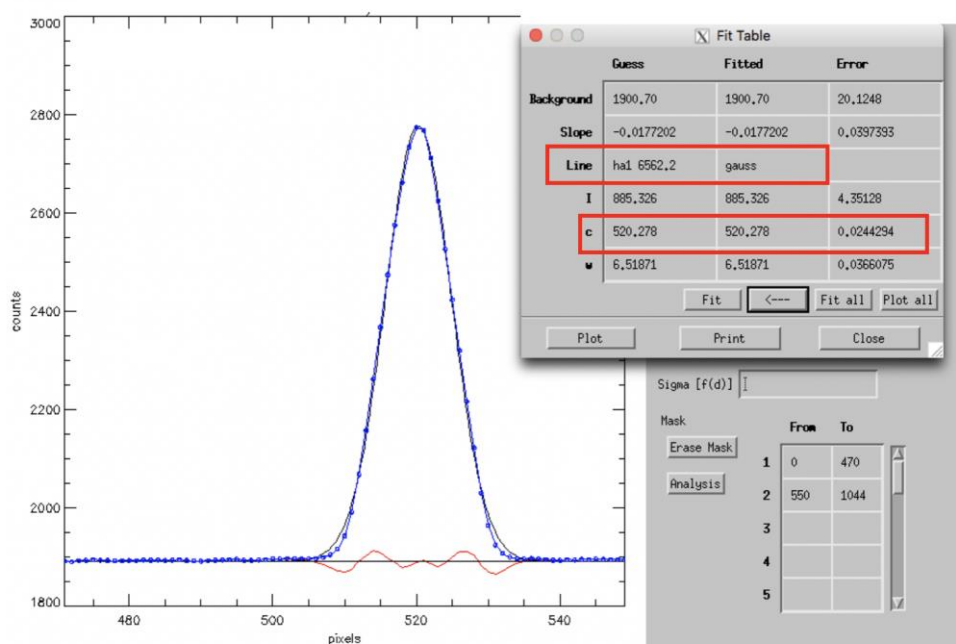 3000
2800
2600
2400
2200
2000
1800
counts
480
500
520
540
pixels
Fit Table
Guess Fitted Error
Background 1900.70 1900.70 20.1248
Slope -0.0177202 -0.0177202 0.0397393
Line ha1 6562.2 gauss
I 885.326 885.326 4.35128
c 520.278 520.278 0.0244294
w 6.51871 6.51871 0.0366075
Fit <--- Fit all Plot all
Plot Print Close
Sigma [f(d)]
Mask
Erase Mask
Analysis
From To
1 0 470
2 550 1044
3
4
5